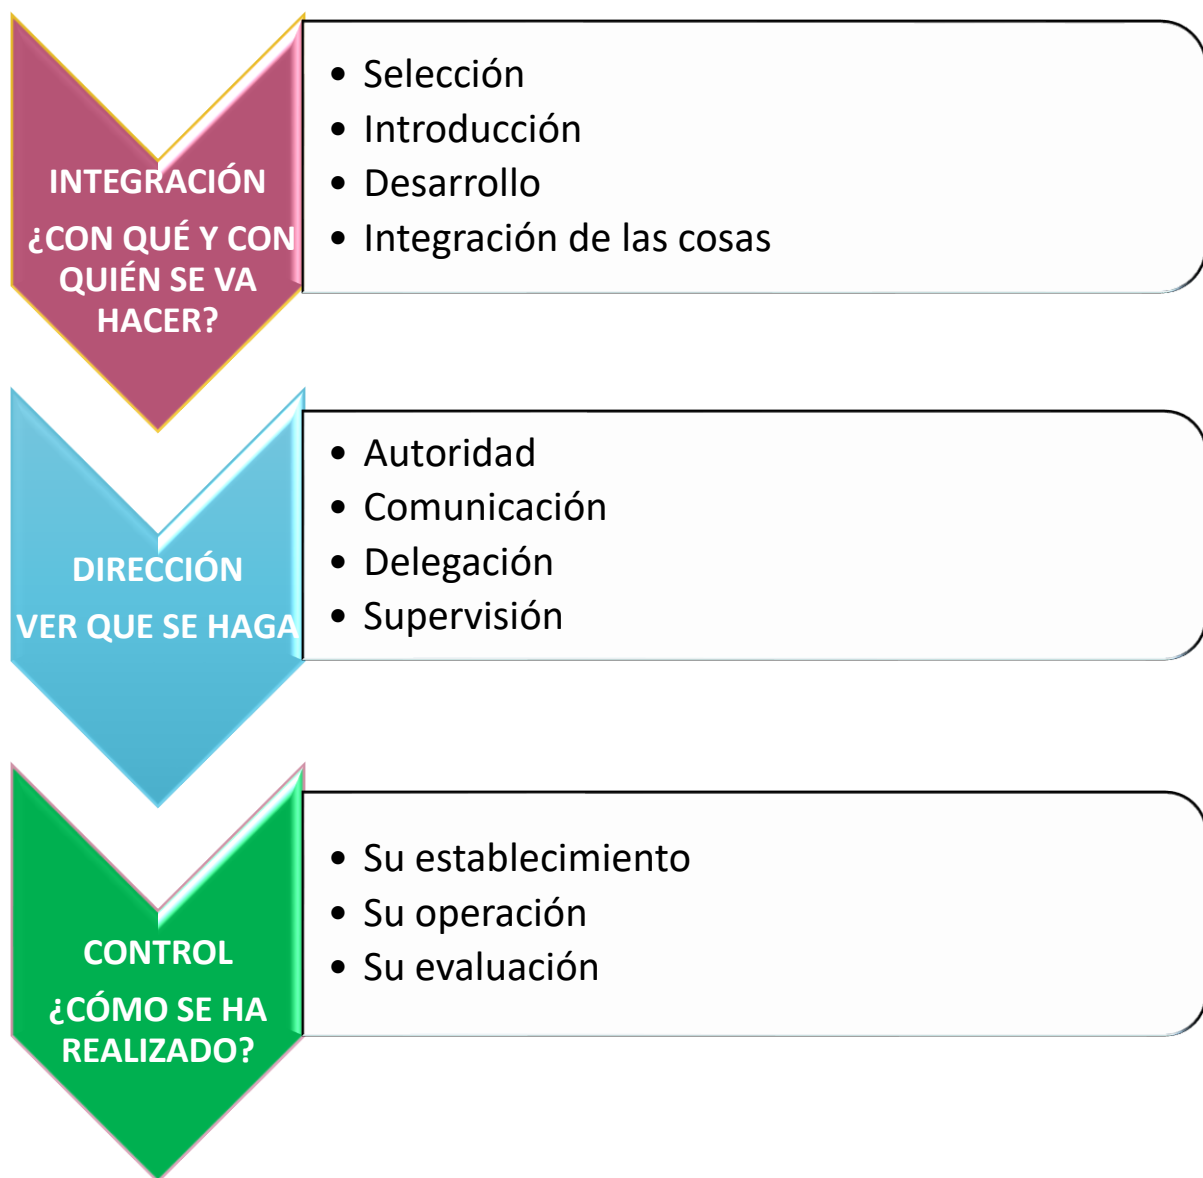 INTEGRACIÓN
¿CON QUÉ Y CON
QUIÉN SE VA
HACER?
• Selección
• Introducción
• Desarrollo
• Integración de las cosas
DIRECCIÓN
VER QUE SE HAGA
• Autoridad
• Comunicación
• Delegación
• Supervisión
CONTROL
¿CÓMO SE HA
REALIZADO?
• Su establecimiento
• Su operación
• Su evaluación